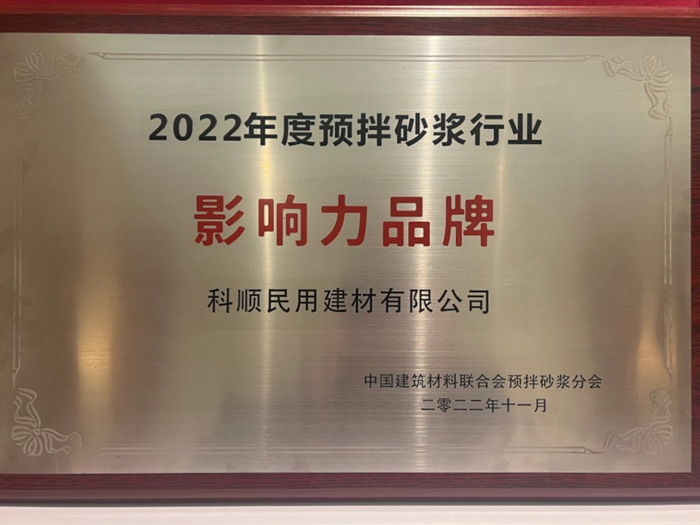 2022年度预拌砂浆行业
影响力品牌
科顺民用建材有限公司
中国建筑材料联合会预拌砂浆分会
二零二二年十一月